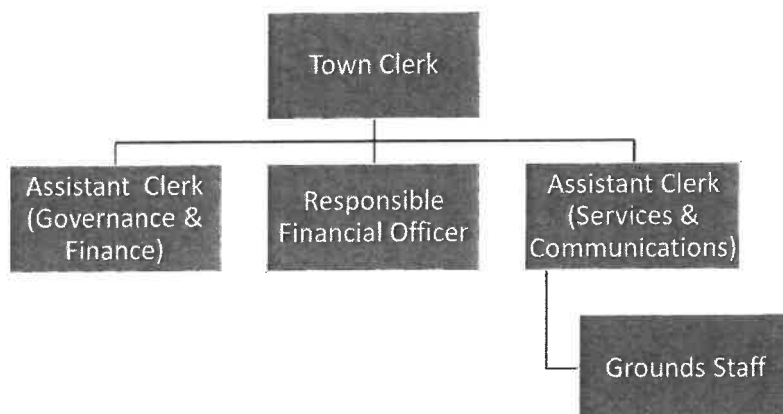 Town Clerk
Assistant Clerk
(Governance &
Finance)
Responsible
Financial Officer
Assistant Clerk
(Services &
Communications)
Grounds Staff